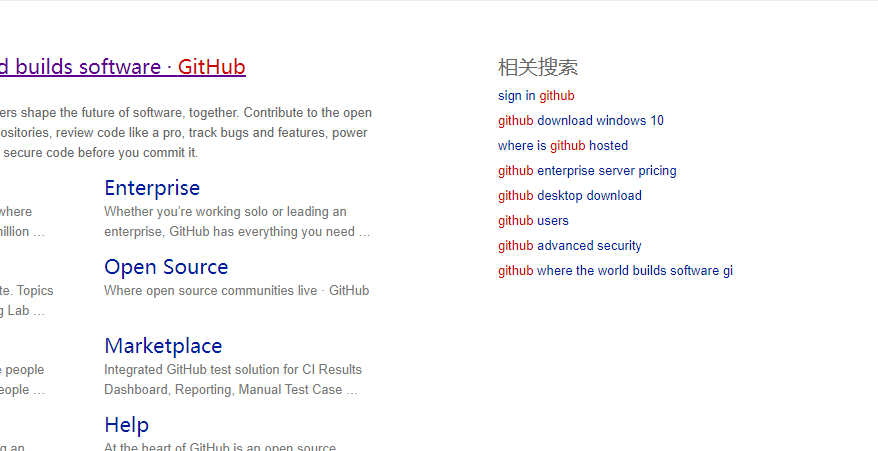 d builds software · GitHub
ers shape the future of software, together. Contribute to the open
ositories, review code like a pro, track bugs and features, power
secure code before you commit it.
Enterprise
where
Whether you’re working solo or leading an
illion ...
enterprise, GitHub has everything you need ...
Open Source
te. Topics
Where open source communities live · GitHub
g Lab ...
Marketplace
e people
Integrated GitHub test solution for CI Results
eople ...
Dashboard, Reporting, Manual Test Case ...
Help
ng an
At the heart of GitHub is an open source
相关搜索
sign in github
github download windows 10
where is github hosted
github enterprise server pricing
github desktop download
github users
github advanced security
github where the world builds software gi